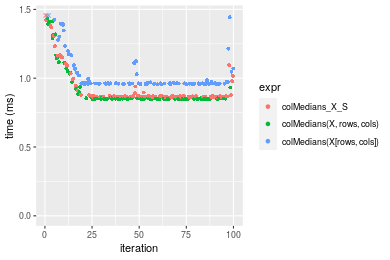 1.5
1.0
0.5
0.0
time (ms)
0
25
50
75
100
iteration
expr
colMedians_X_S
colMedians(X, rows, cols)
colMedians(X[rows, cols])